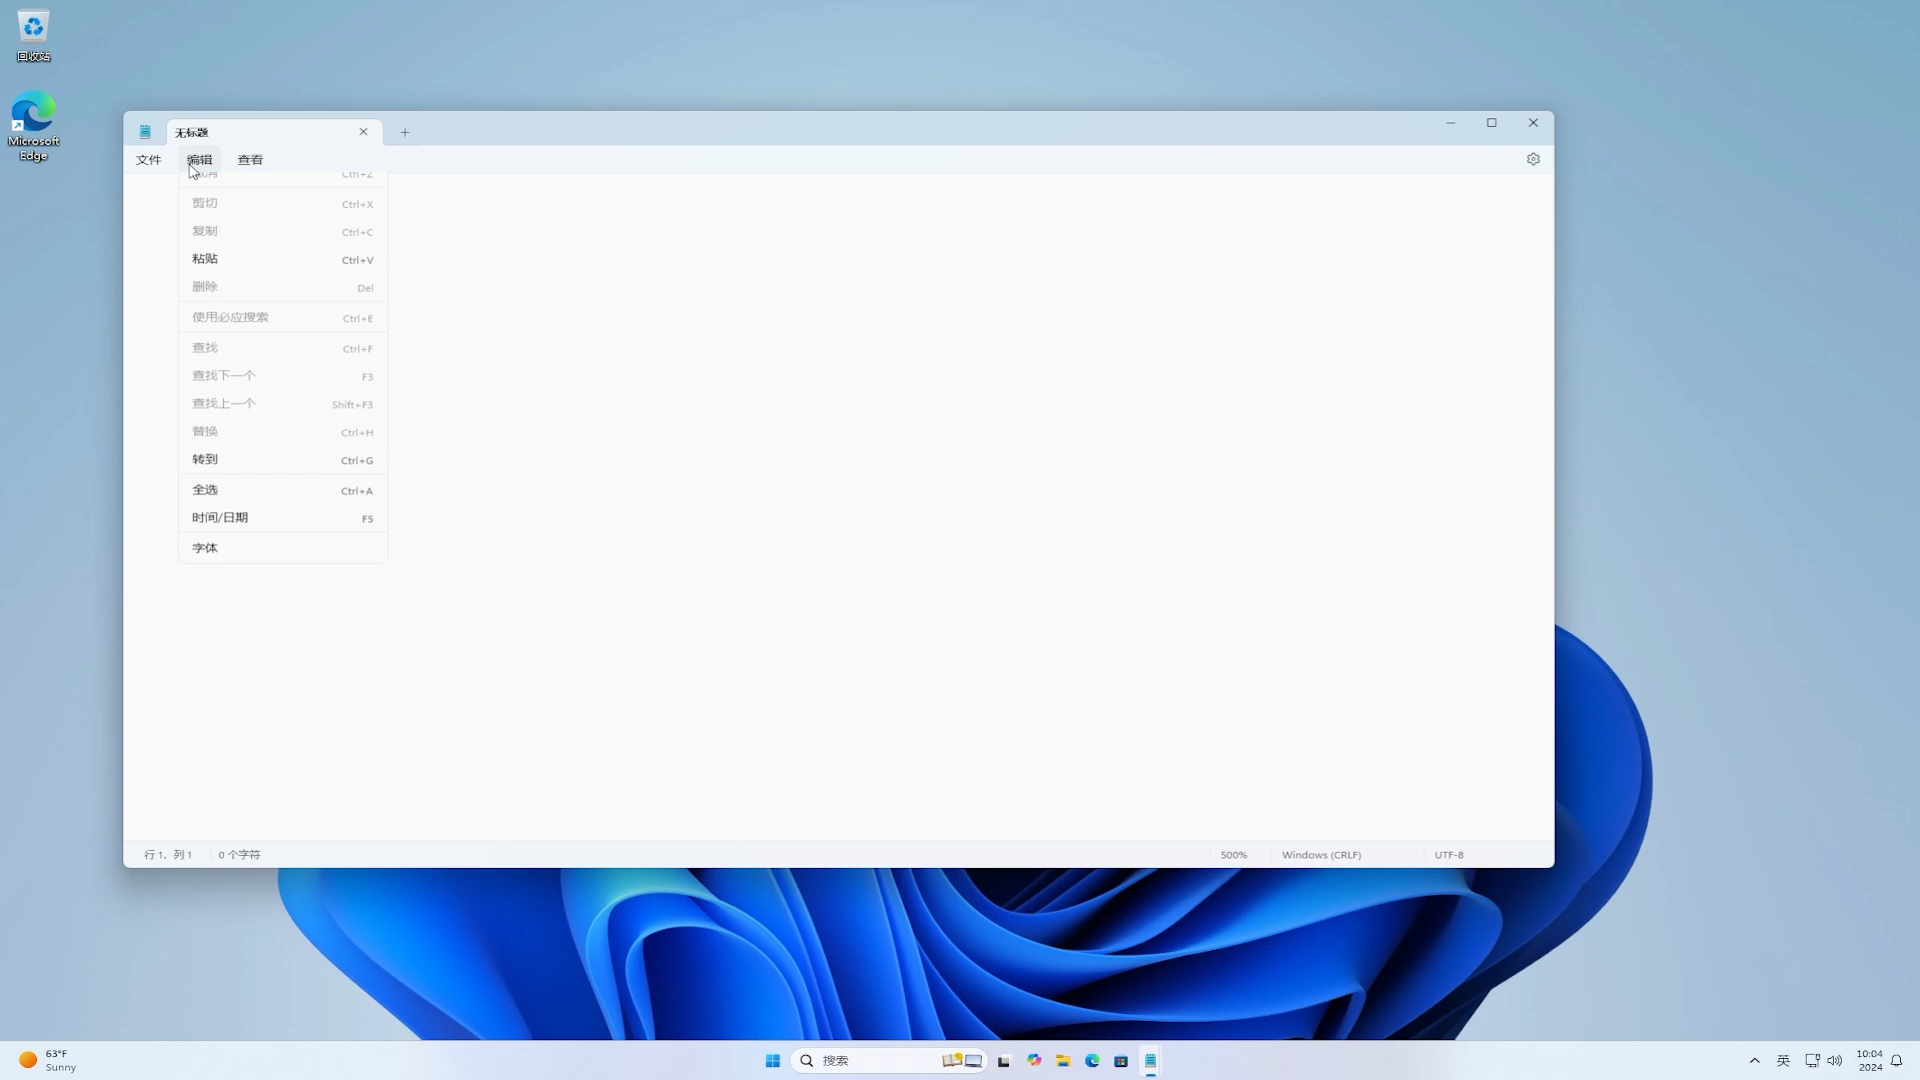 回收站
Microsoft
Edge
无标题
文件 编辑 查看
Ctrl+Z
剪切 Ctrl+X
复制 Ctrl+C
粘贴 Ctrl+V
删除 Del
使用必应搜索 Ctrl+E
查找 Ctrl+F
查找下一个 F3
查找上一个 Shift+F3
替换 Ctrl+H
转到 Ctrl+G
全选 Ctrl+A
时间/日期 F5
字体
行 1，列 1 0 个字符 500% Windows (CRLF) UTF-8
63°F
Sunny
搜索
英
10:04
2024